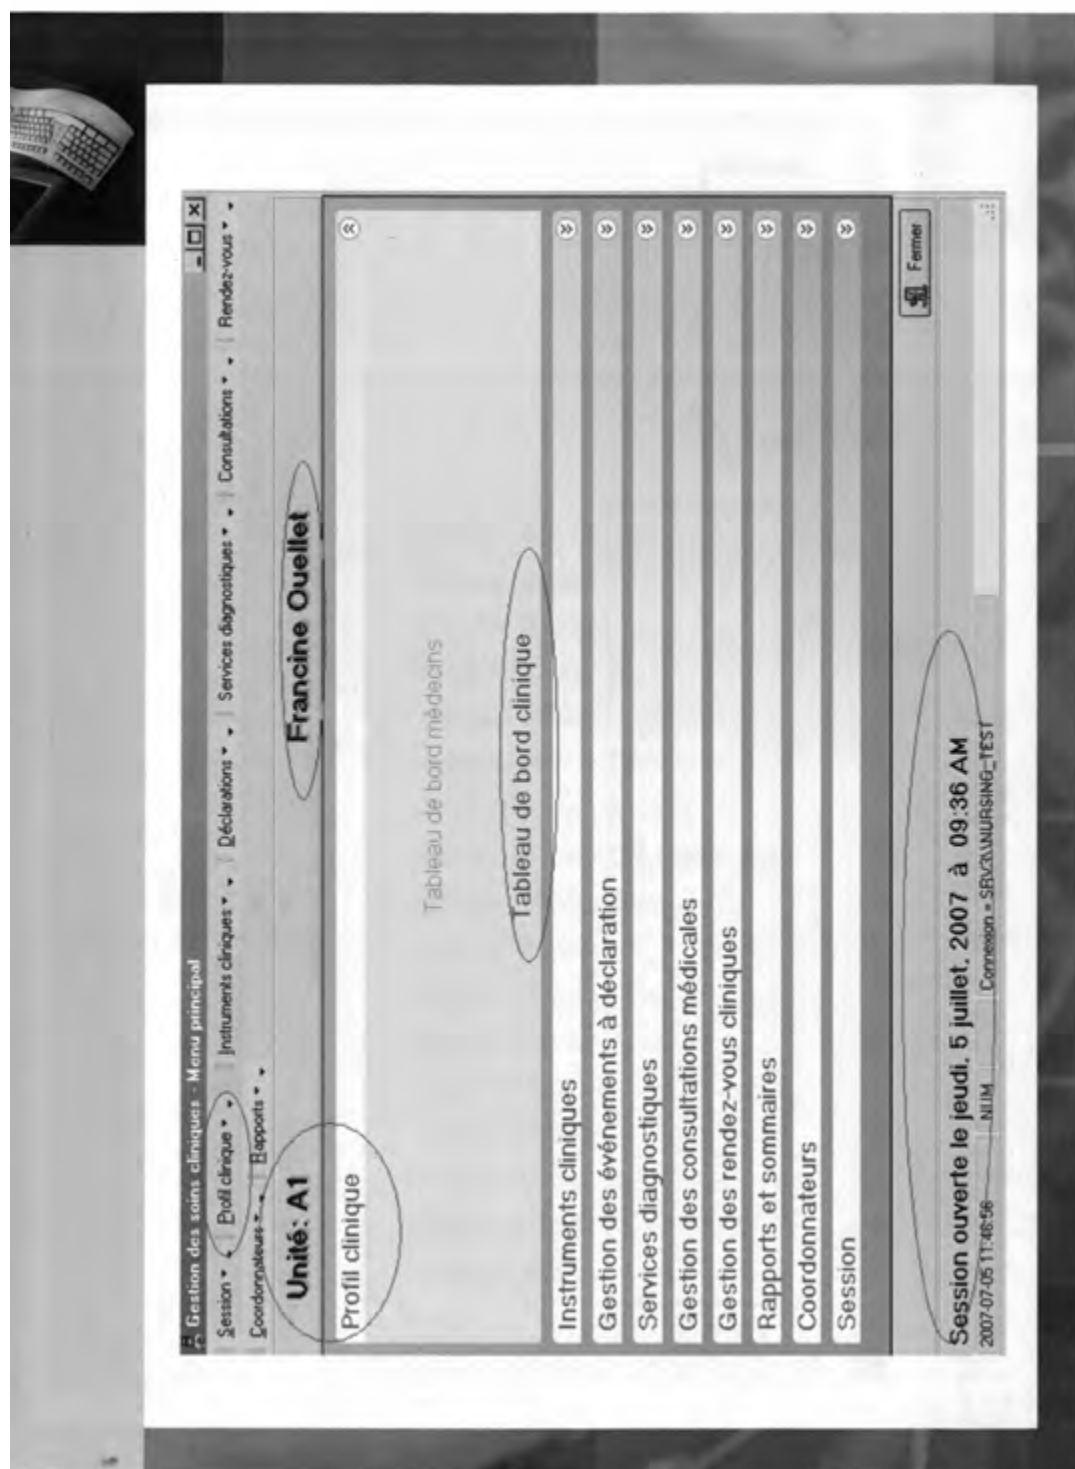 Gestion des soins cliniques - Menu principal
Session Profil clinique Instruments cliniques Déclarations Services diagnostiques Consultations Rendez-vous
Coordonnateurs Rapports
Unité: A1 Francine Ouellet
Profil clinique
Tableau de bord médecins
Tableau de bord clinique
Instruments cliniques
Gestion des événements à déclaration
Services diagnostiques
Gestion des consultations médicales
Gestion des rendez-vous cliniques
Rapports et sommaires
Coordonnateurs
Session
Fermer
Session ouverte le jeudi, 5 juillet, 2007 à 09:36 AM
2007-07-05 11:46:56 NUM Connexion = SRV3\\NURSING_TEST